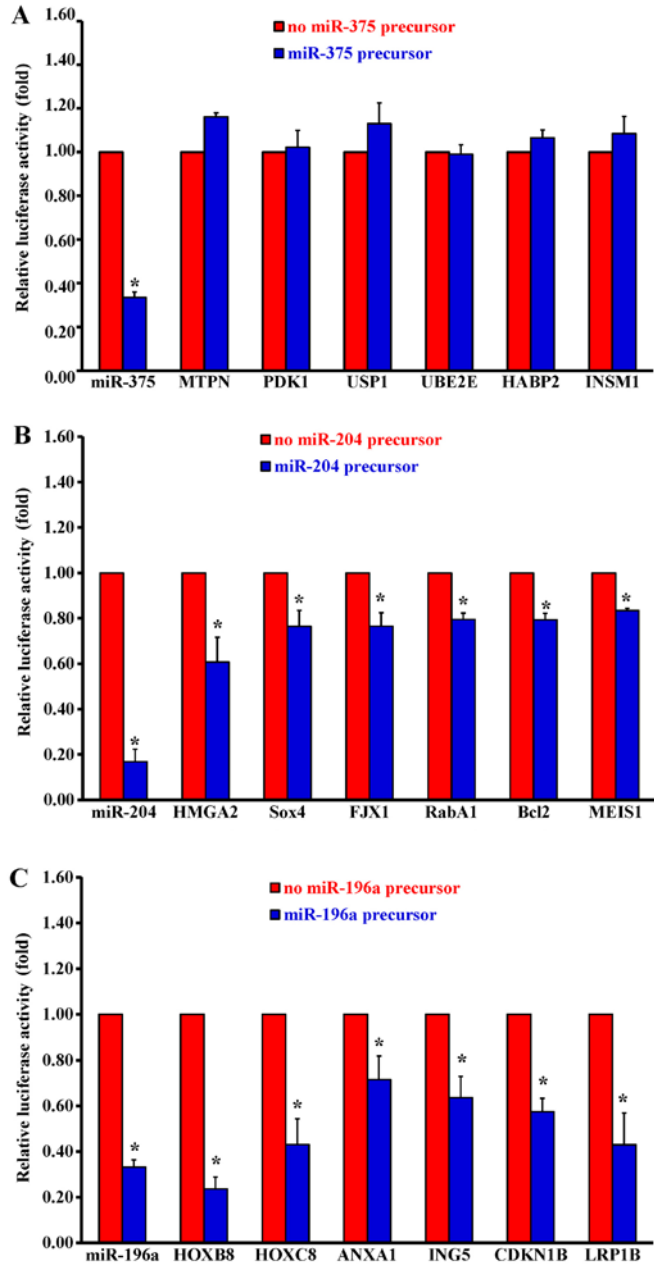 A
Relative luciferase activity (fold)
1.60
1.40
1.20
1.00
0.60
0.40
0.20
0.00
no miR-375 precursor
miR-375 precursor
*
miR-375 MTPN PDK1 USP1 UBE2E HABP2 INSM1
B
Relative luciferase activity (fold)
1.60
1.40
1.20
1.00
0.80
0.60
0.40
0.20
0.00
no miR-204 precursor
miR-204 precursor
* * * * * * *
miR-204 HMGA2 Sox4 FJX1 RabA1 Bcl2 MEIS1
C
Relative luciferase activity (fold)
1.60
1.40
1.20
1.00
0.80
0.60
0.40
0.20
0.00
no miR-196a precursor
miR-196a precursor
* * * * * * *
miR-196a HOXB8 HOXC8 ANXA1 ING5 CDKN1B LRP1B